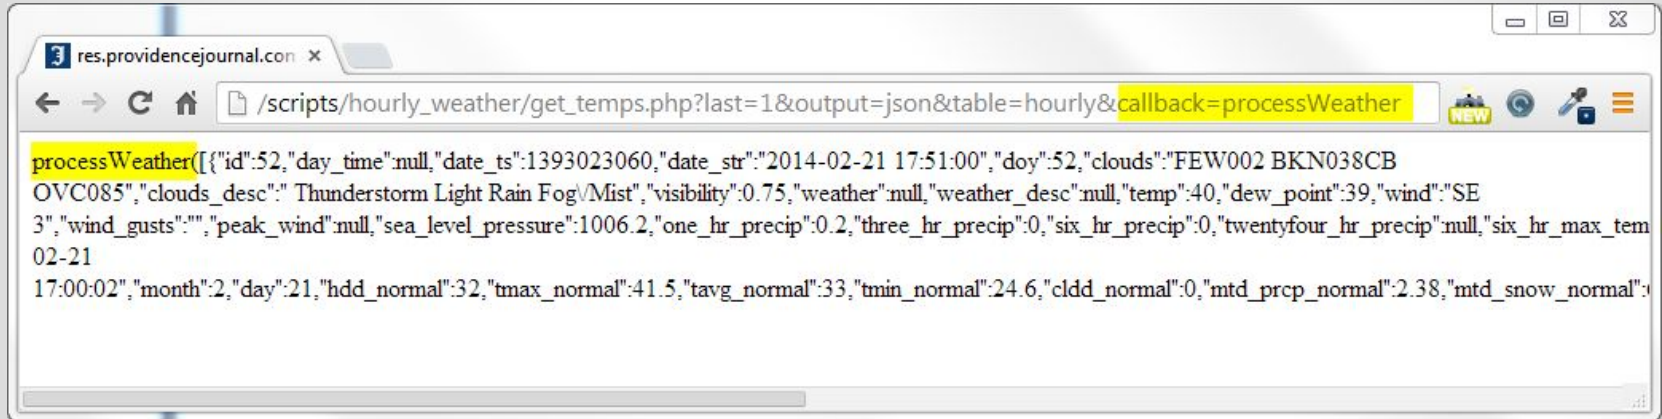 res.providencejournal.con
/scripts/hourly_weather/get_temps.php?last=1&output=json&table=hourly&callback=processWeather
NEW
processWeather([{"id":52,"day_time":null,"date_ts":1393023060,"date_str":"2014-02-21 17:51:00","doy":52,"clouds":"FEW002 BKN038CB
OVC085","clouds_desc":" Thunderstorm Light Rain Fog\/Mist","visibility":0.75,"weather":null,"weather_desc":null,"temp":40,"dew_point":39,"wind":"SE
3","wind_gusts":"","peak_wind":null,"sea_level_pressure":1006.2,"one_hr_precip":0.2,"three_hr_precip":0,"six_hr_precip":0,"twentyfour_hr_precip":null,"six_hr_max_tem
02-21
17:00:02","month":2,"day":21,"hdd_normal":32,"tmax_normal":41.5,"tavg_normal":33,"tmin_normal":24.6,"cldd_normal":0,"mtd_prcp_normal":2.38,"mtd_snow_normal":